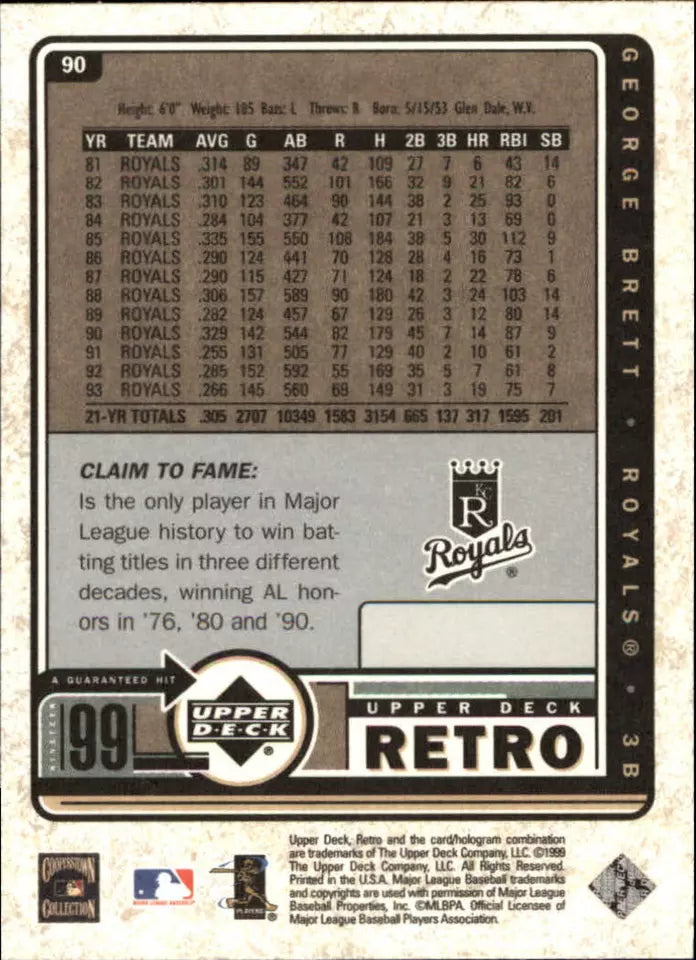 90
Height: 6'0" Weight: 185 Bats: L Throws: R Born: 5/15/53 Glen Dale, W.V.
YR TEAM AVG G AB R H 2B 3B HR RBI SB
81 ROYALS .314 89 347 42 109 27 7 6 43 14
82 ROYALS .301 144 552 101 166 32 9 21 82 6
83 ROYALS .310 123 464 90 144 38 2 25 93 0
84 ROYALS .284 104 377 42 107 21 3 13 69 0
85 ROYALS .335 155 550 108 184 38 5 30 112 9
86 ROYALS .290 124 441 70 128 28 4 16 73 1
87 ROYALS .290 115 427 71 124 18 2 22 78 6
88 ROYALS .306 157 589 90 180 42 3 24 103 14
89 ROYALS .282 124 457 67 129 26 3 12 80 14
90 ROYALS .329 142 544 82 179 45 7 14 87 9
91 ROYALS .255 131 505 77 129 40 2 10 61 2
92 ROYALS .285 152 592 55 169 35 5 7 61 8
93 ROYALS .266 145 560 69 149 31 3 19 75 7
21-YR TOTALS .305 2707 10349 1583 3154 665 137 317 1595 201
GEORGE BRETT • ROYALS® • 3B
CLAIM TO FAME:
Is the only player in Major
League history to win bat-
ting titles in three different
decades, winning AL hon-
ors in '76, '80 and '90.
KC
R
Royals®
A GUARANTEED HIT
NINETEEN
99
UPPER
D·E·C·K
®
UPPER DECK
RETRO
COOPERSTOWN
COLLECTION
MAJOR LEAGUE BASEBALL
PLAYERS
®
Upper Deck, Retro and the card/hologram combination
are trademarks of The Upper Deck Company, LLC. ©1999
The Upper Deck Company, LLC. All Rights Reserved.
Printed in the U.S.A. Major League Baseball trademarks
and copyrights are used with permission of Major League
Baseball Properties, Inc. ©MLBPA. Official Licensee of
Major League Baseball Players Association.